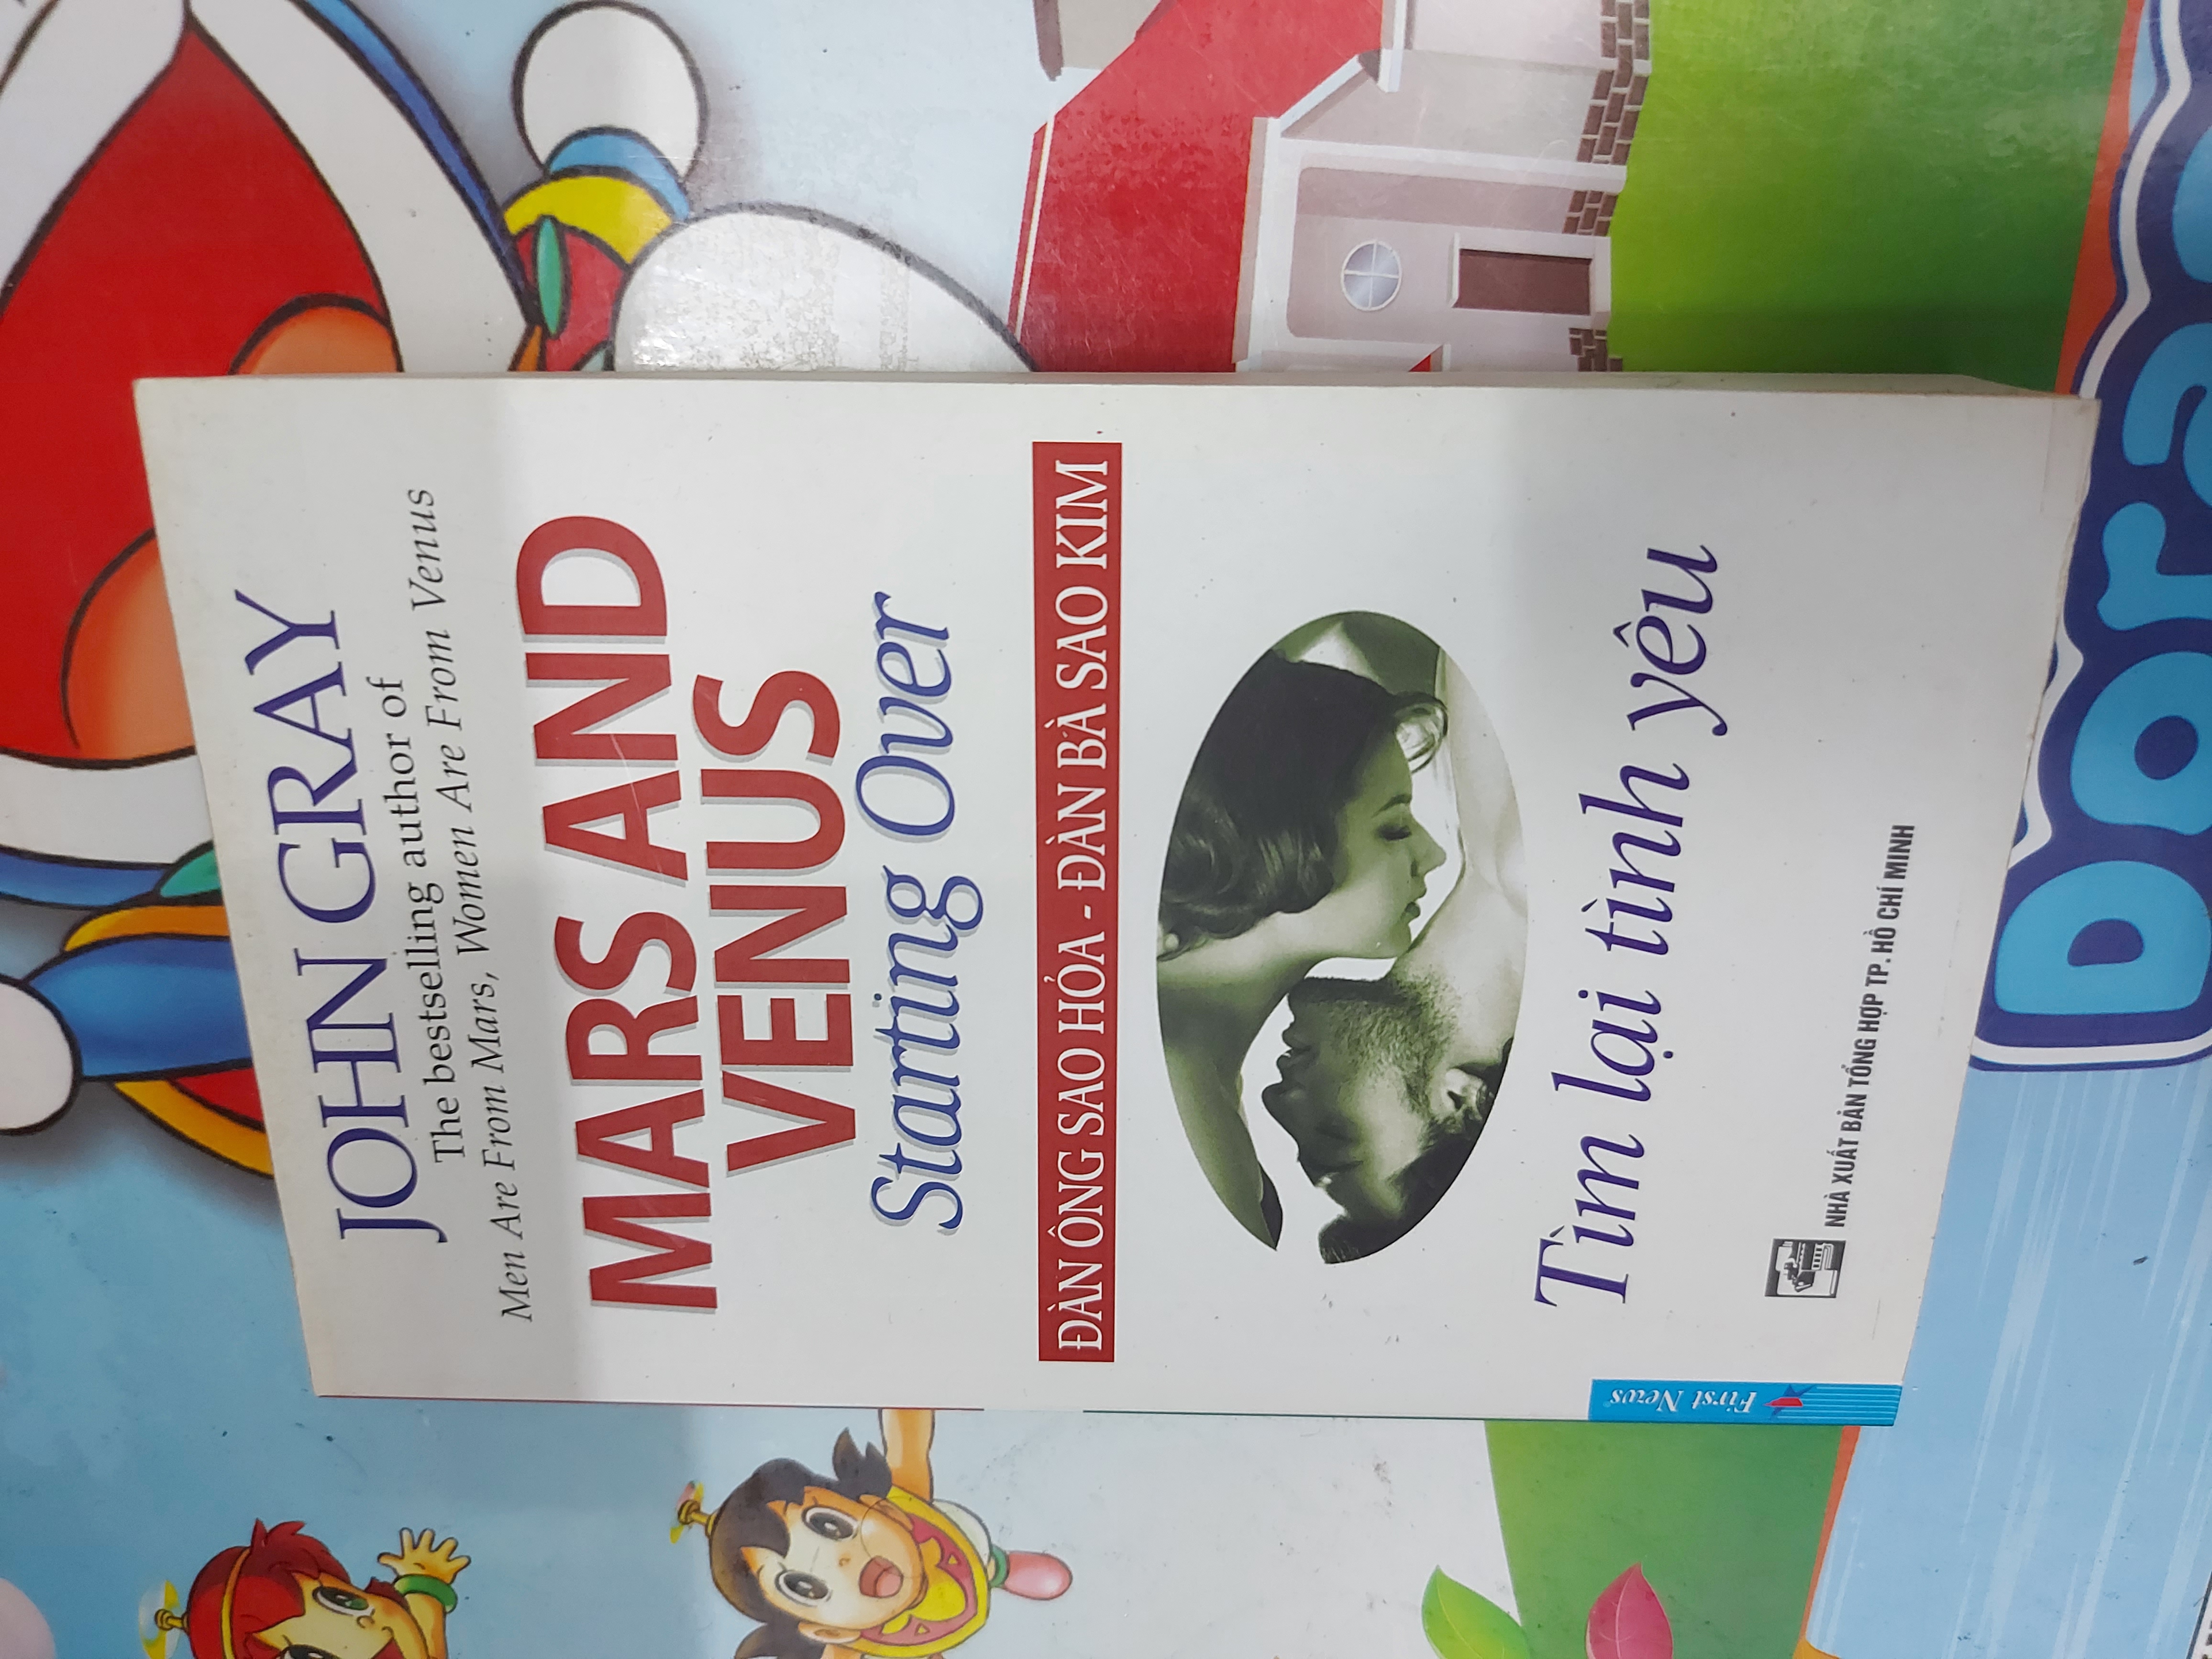 JOHN GRAY
The bestselling author of
Men Are From Mars, Women Are From Venus
MARS AND
VENUS
Starting Over
ĐÀN ÔNG SAO HỎA - ĐÀN BÀ SAO KIM
Tìm lại tình yêu
First News
NHÀ XUẤT BẢN TỔNG HỢP TP. HỒ CHÍ MINH
Dora